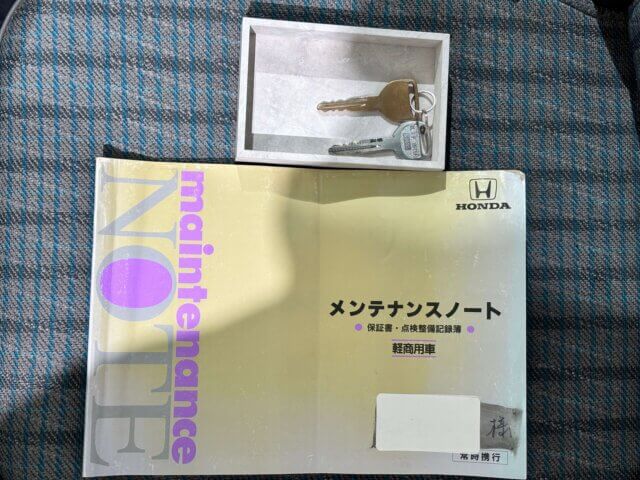 maintenance
NOTE
HONDA
メンテナンスノート
● 保証書・点検整備記録簿 ●
軽商用車
様
常時携行